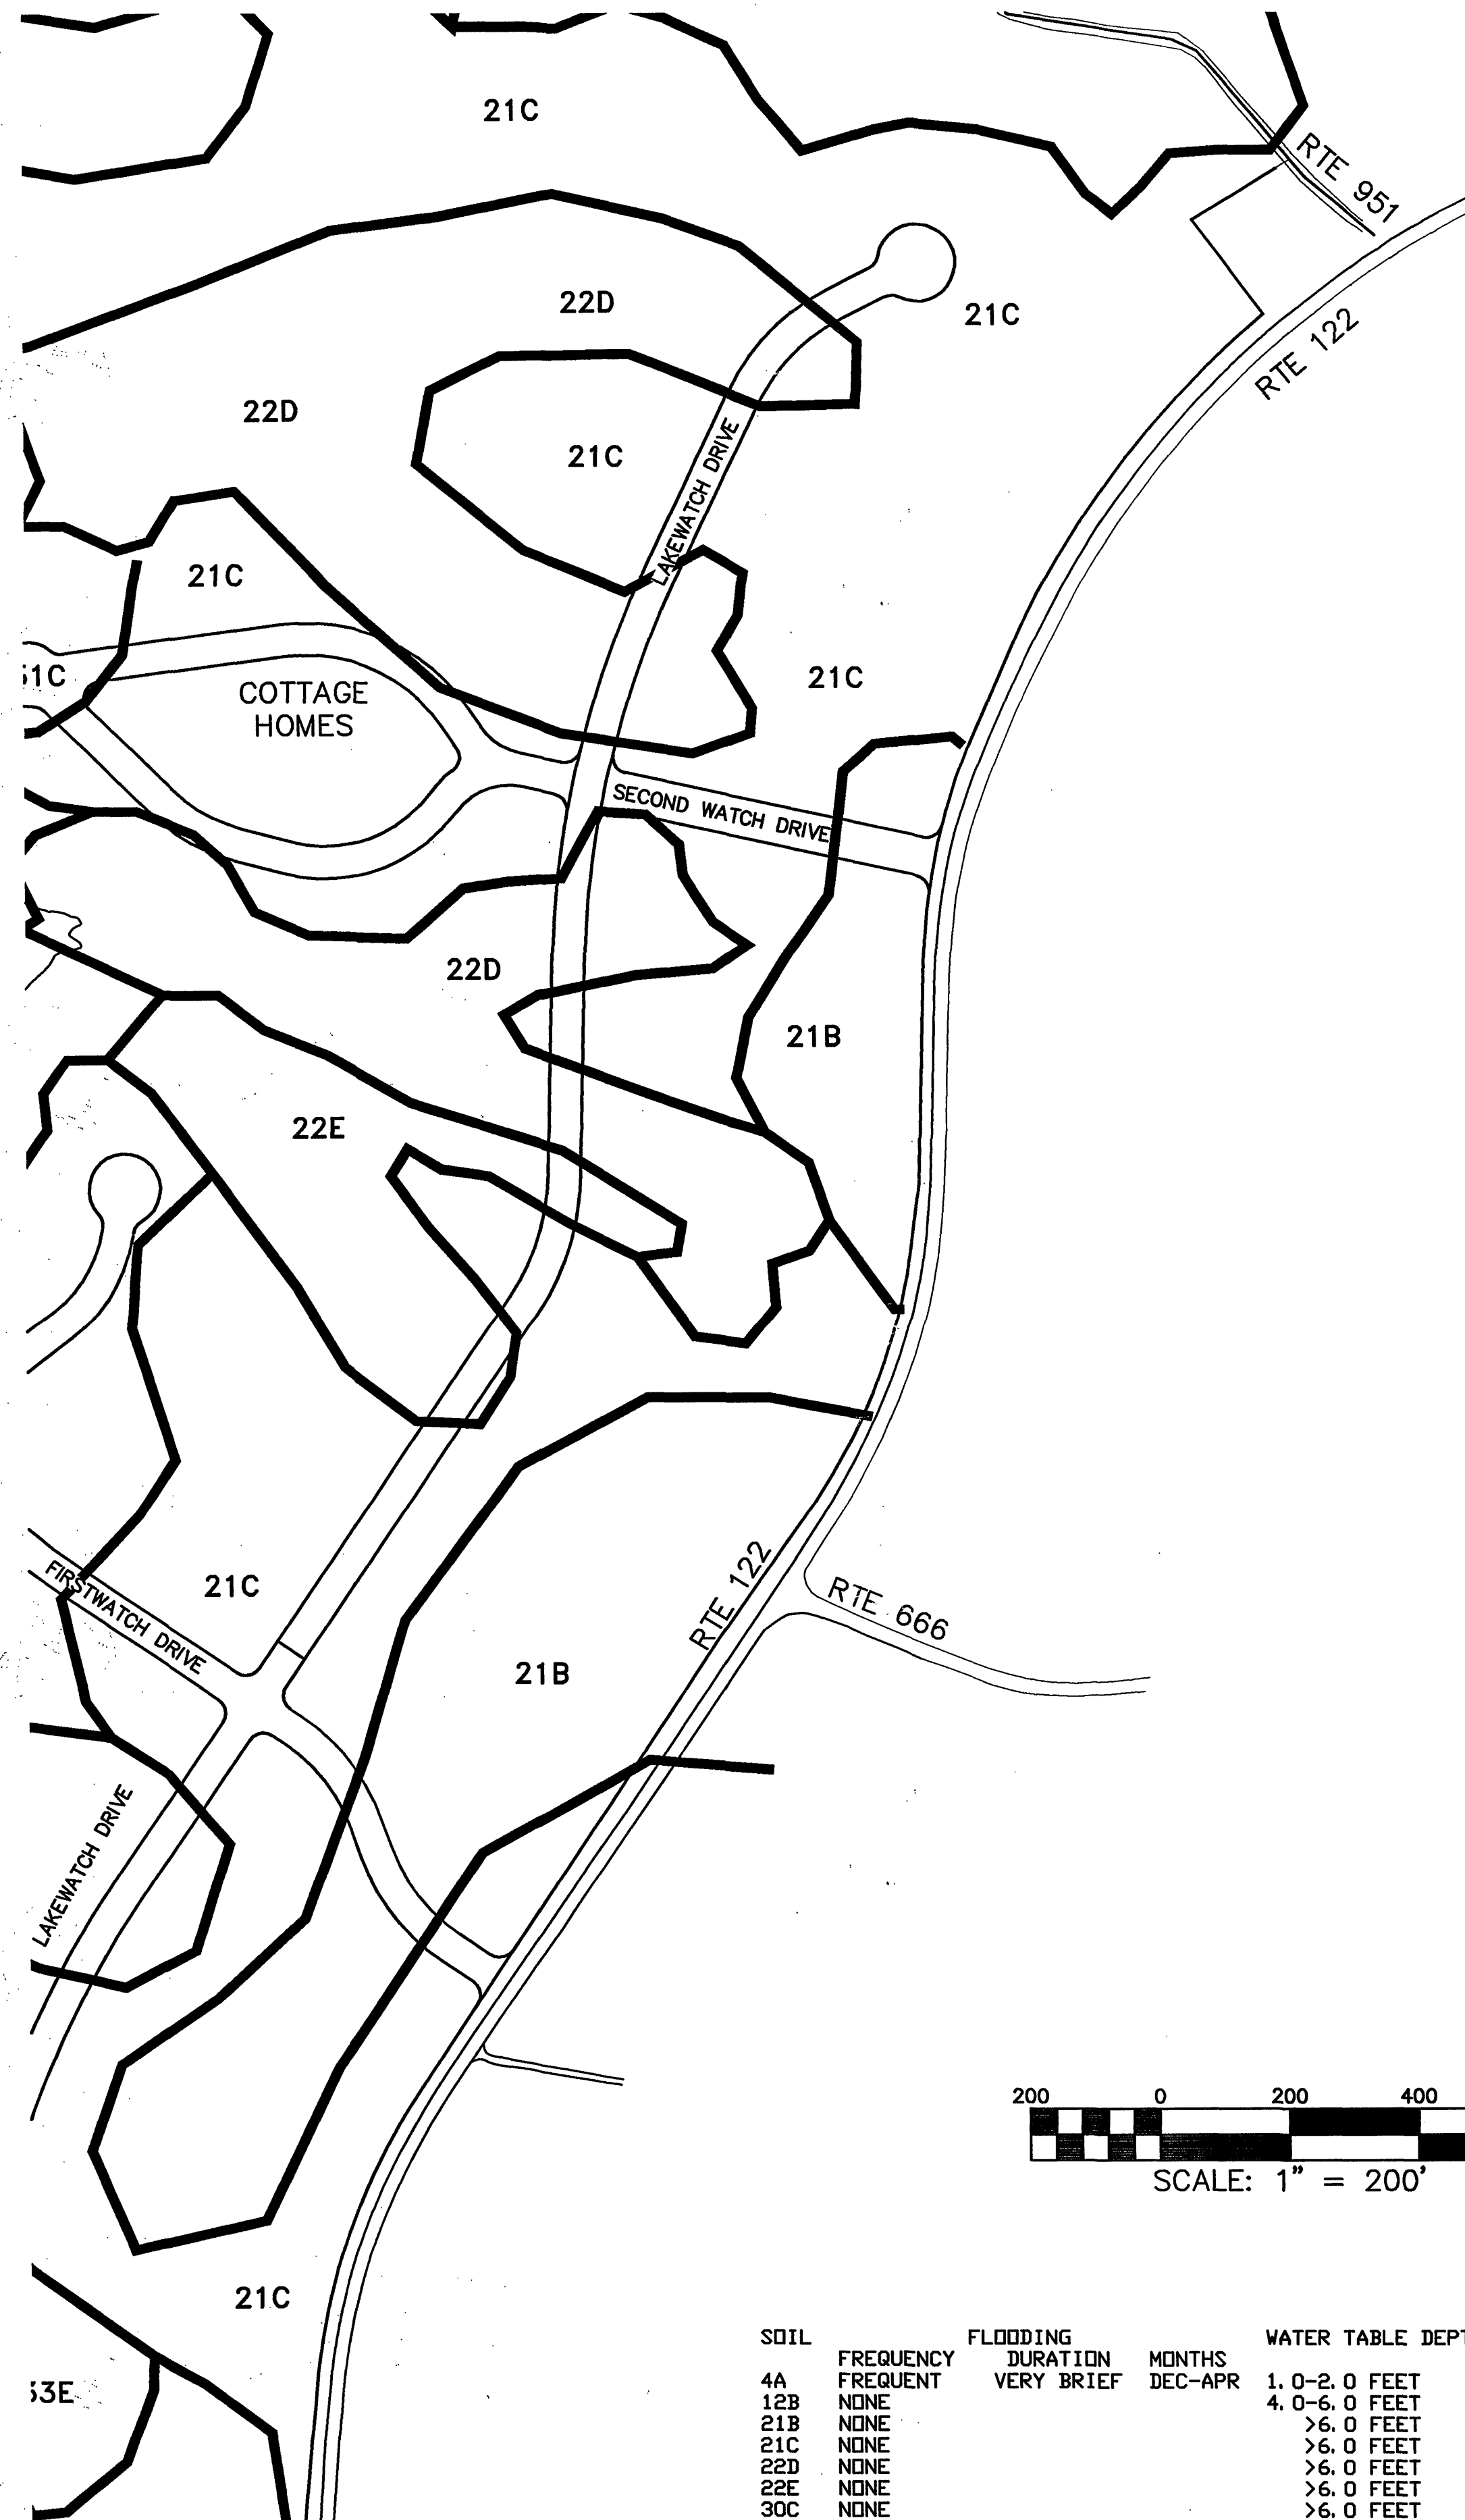 21C
RTE 951
22D
21C
RTE 122
22D
21C
LAKEWATCH DRIVE
21C
21C
COTTAGE
HOMES
SECOND WATCH DRIVE
22D
21B
22E
RTE 122
RTE 666
FIRSTWATCH DRIVE
21C
21B
LAKEWATCH DRIVE
200 0 200 400
SCALE: 1" = 200'
21C
SOIL FLOODING WATER TABLE
FREQUENCY DURATION MONTHS
4A FREQUENT VERY BRIEF DEC-APR 1.0-2.0 FEET
12B NONE 4.0-6.0 FEET
21B NONE >6.0 FEET
21C NONE >6.0 FEET
22D NONE >6.0 FEET
22E NONE >6.0 FEET
30C NONE >6.0 FEET